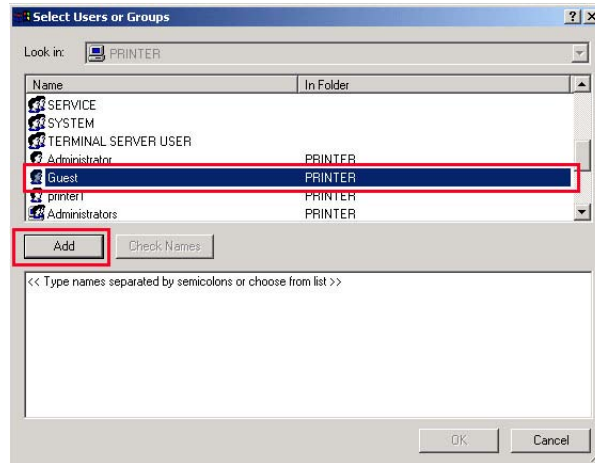 Select Users or Groups
Look in: PRINTER
Name In Folder
SERVICE
SYSTEM
TERMINAL SERVER USER
Administrator PRINTER
Guest PRINTER
printer1 PRINTER
Administrators PRINTER
Add Check Names
<< Type names separated by semicolons or choose from list >>
OK Cancel